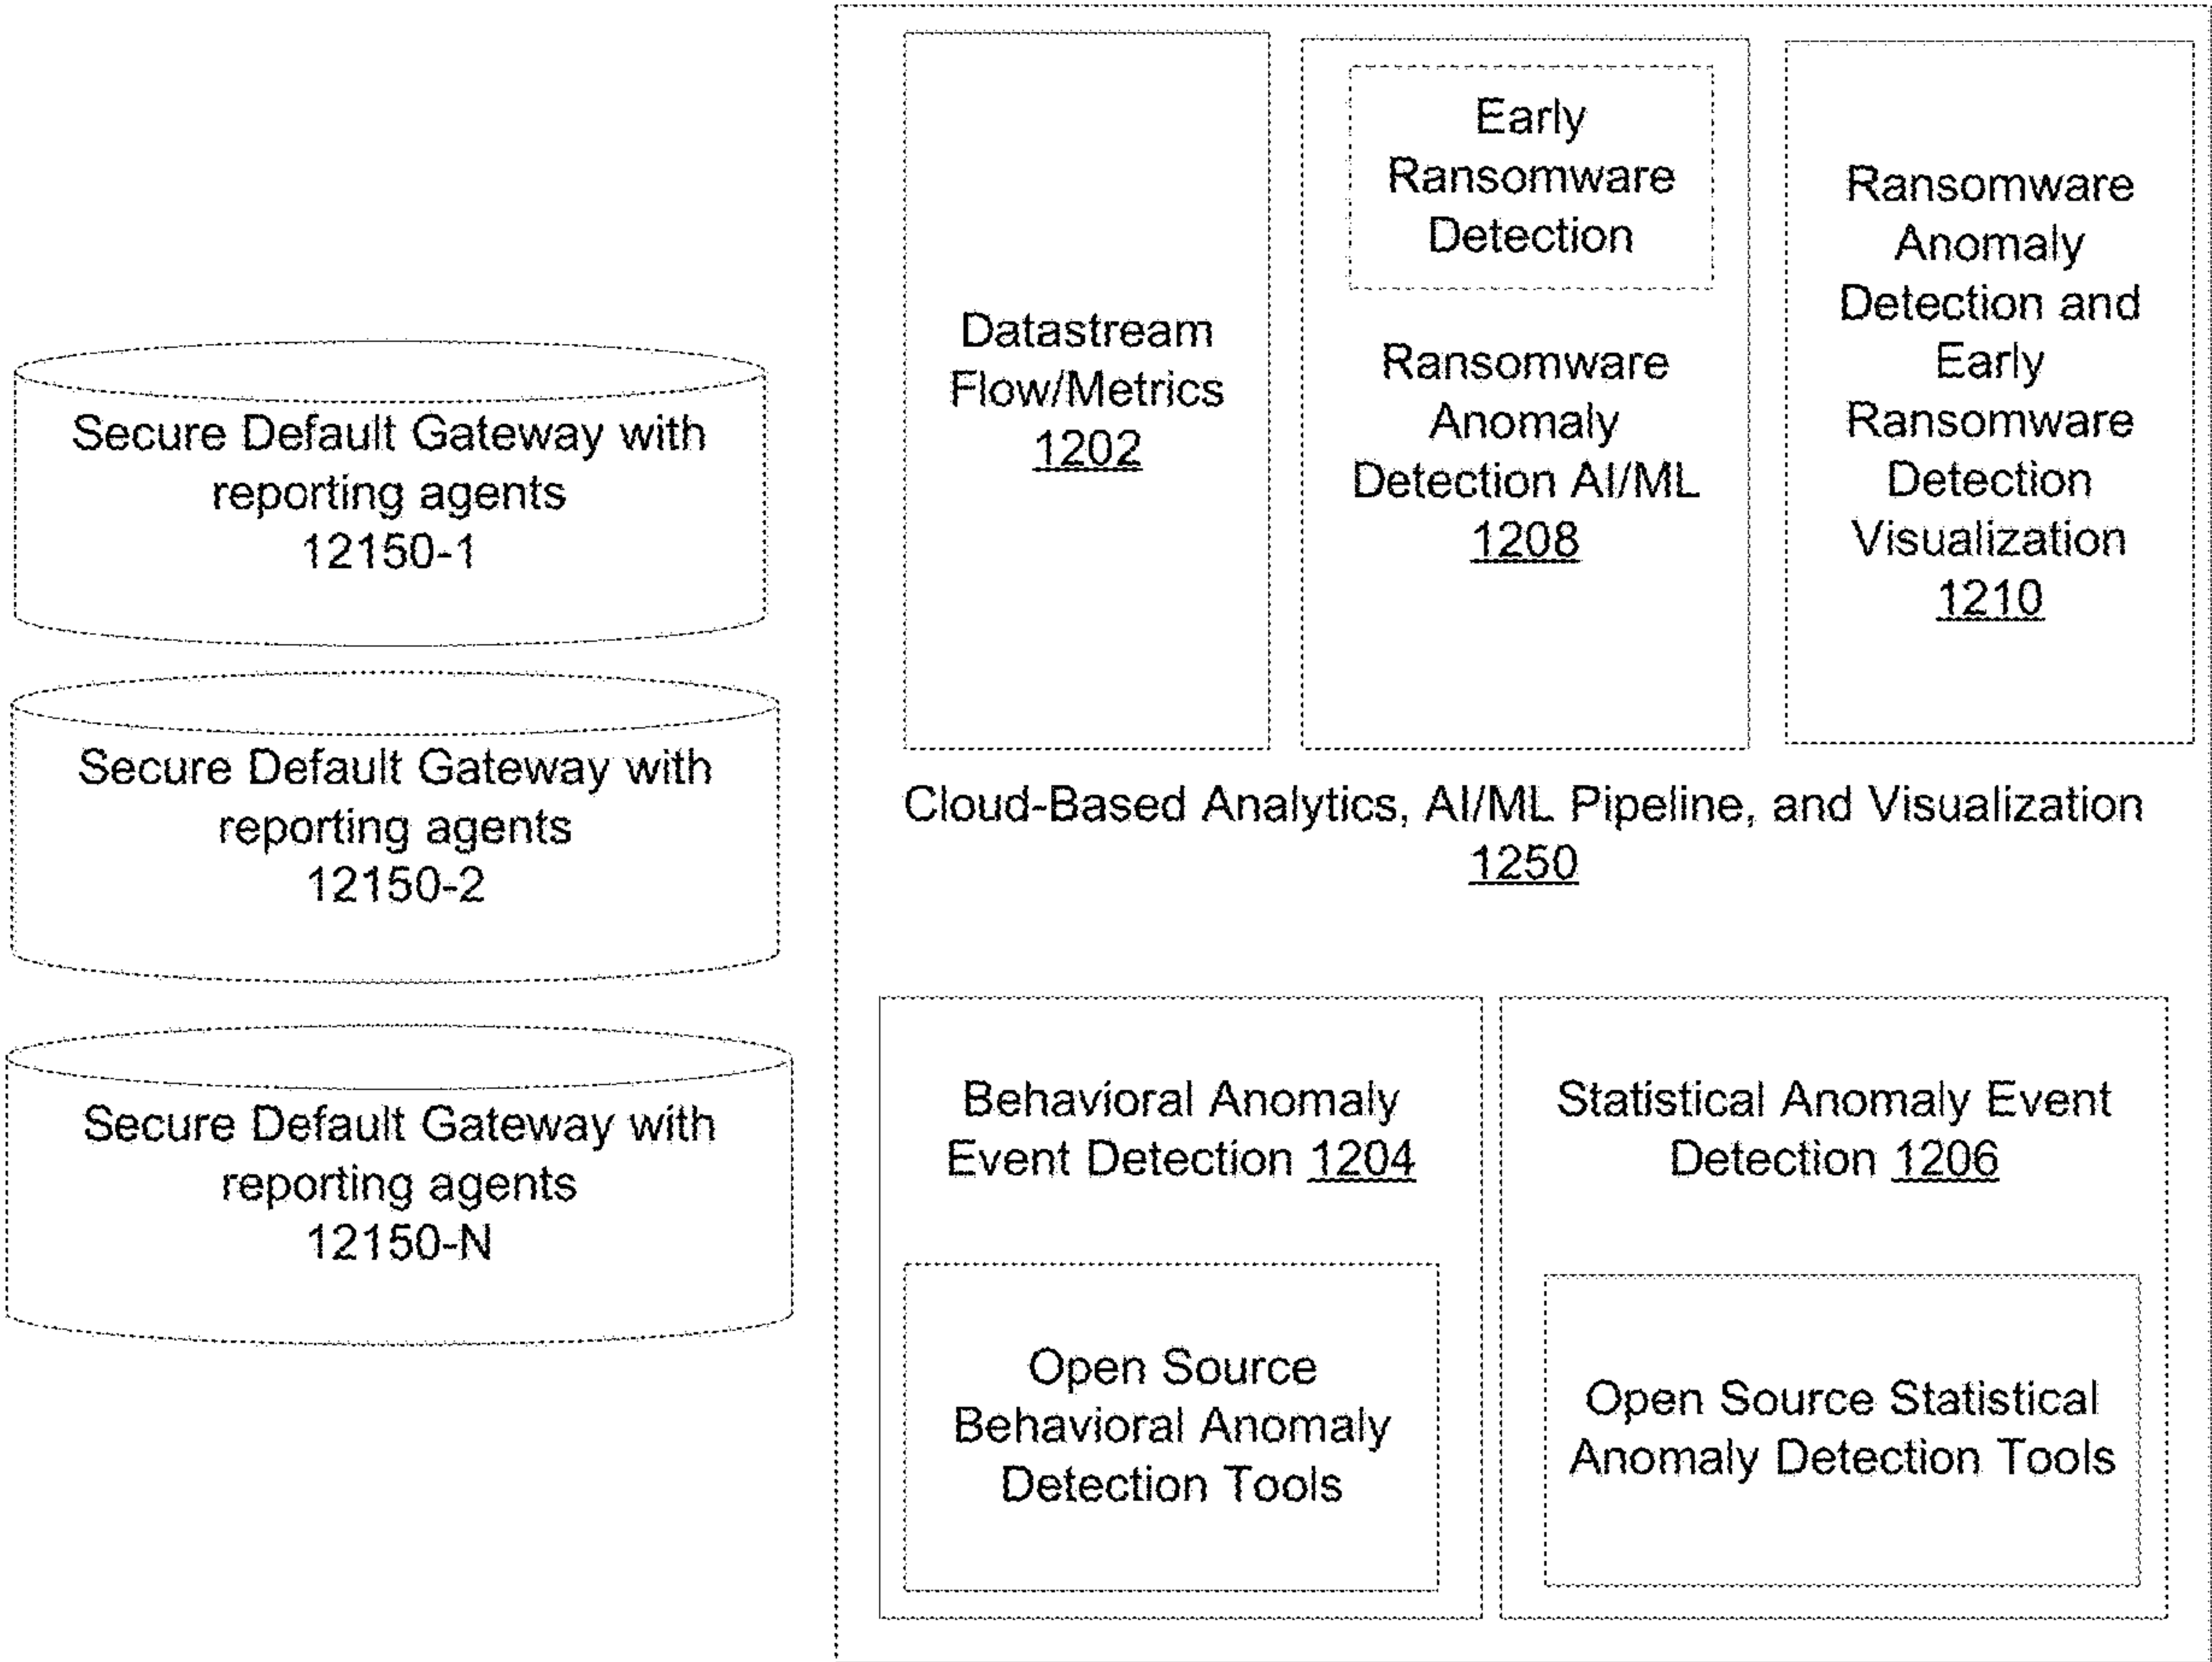 Secure Default Gateway with
reporting agents
12150-1
Secure Default Gateway with
reporting agents
12150-2
Secure Default Gateway with
reporting agents
12150-N
Datastream
Flow/Metrics
1202
Early
Ransomware
Detection
Ransomware
Anomaly
Detection AI/ML
1208
Ransomware
Anomaly
Detection and
Early
Ransomware
Detection
Visualization
1210
Cloud-Based Analytics, AI/ML Pipeline, and Visualization
1250
Behavioral Anomaly
Event Detection 1204
Open Source
Behavioral Anomaly
Detection Tools
Statistical Anomaly Event
Detection 1206
Open Source Statistical
Anomaly Detection Tools